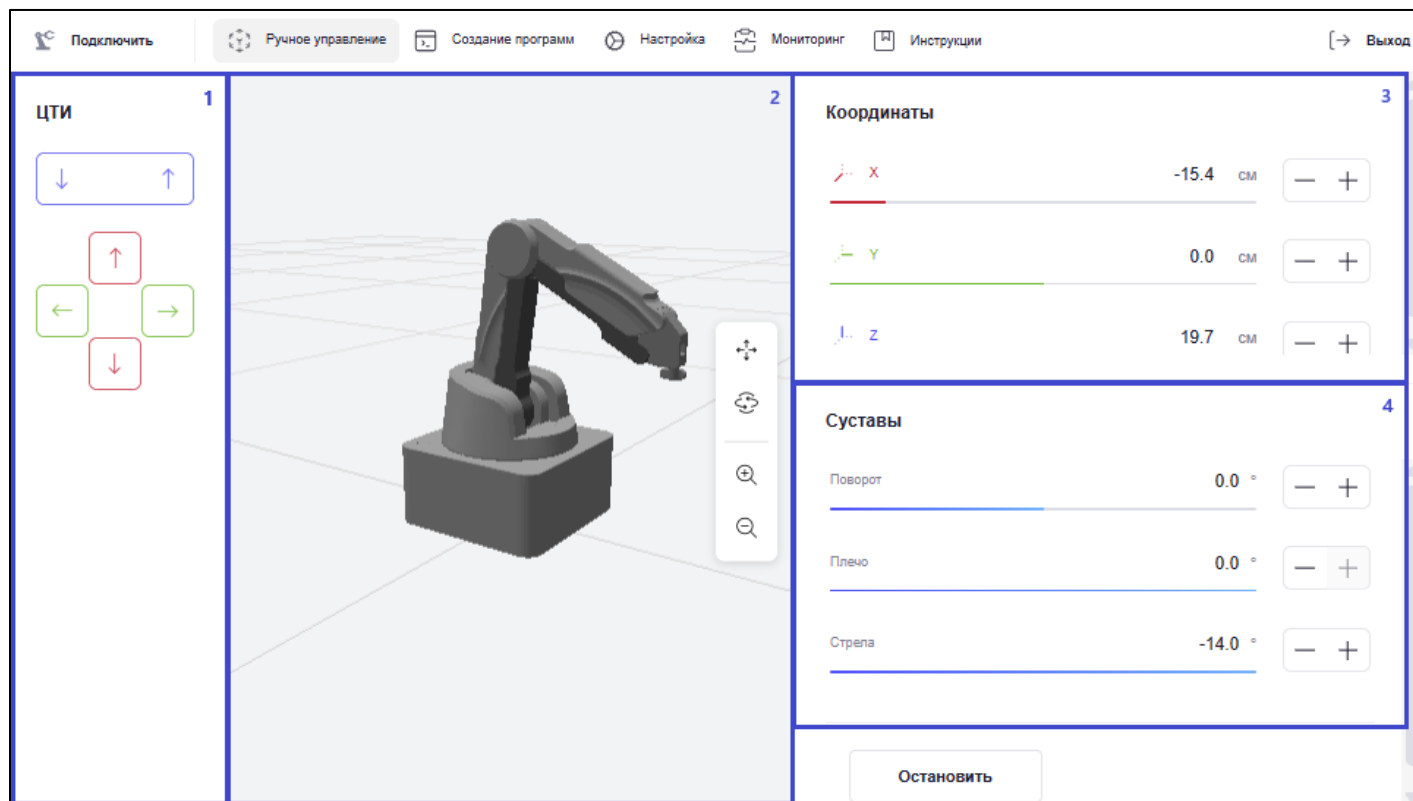 Подключить Ручное управление Создание программ Настройка Мониторинг Инструкции Выход
ЦТИ 1
2
Координаты 3
X -15.4 см
Y 0.0 см
Z 19.7 см
Суставы 4
Поворот 0.0 °
Плечо 0.0 °
Стрела -14.0 °
Остановить